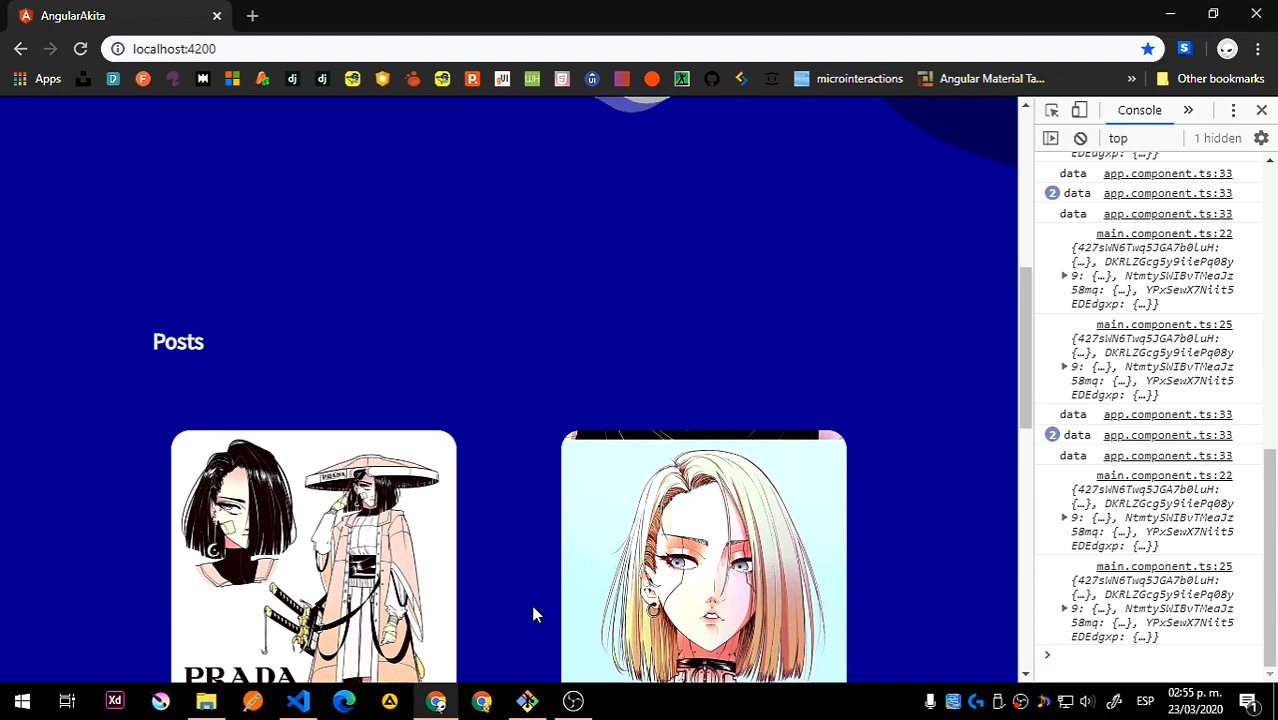 AngularAkita
localhost:4200
Apps
microinteractions
Angular Material Ta...
»
Other bookmarks
Console
»
top
1 hidden
EDEdgxp: {…}}
data app.component.ts:33
2 data app.component.ts:33
data app.component.ts:33
main.component.ts:22
{427sWN6Twq5JGA7b0luH:
{…}, DKRLZGcg5y9iiePq08y
9: {…}, NtmtySWIBvTMeaJz
58mq: {…}, YPxSewX7Niit5
EDEdgxp: {…}}
main.component.ts:25
{427sWN6Twq5JGA7b0luH:
{…}, DKRLZGcg5y9iiePq08y
9: {…}, NtmtySWIBvTMeaJz
58mq: {…}, YPxSewX7Niit5
EDEdgxp: {…}}
data app.component.ts:33
2 data app.component.ts:33
data app.component.ts:33
main.component.ts:22
{427sWN6Twq5JGA7b0luH:
{…}, DKRLZGcg5y9iiePq08y
9: {…}, NtmtySWIBvTMeaJz
58mq: {…}, YPxSewX7Niit5
EDEdgxp: {…}}
main.component.ts:25
{427sWN6Twq5JGA7b0luH:
{…}, DKRLZGcg5y9iiePq08y
9: {…}, NtmtySWIBvTMeaJz
58mq: {…}, YPxSewX7Niit5
EDEdgxp: {…}}
Posts
PRADA
PRADA
Xd
ESP
02:55 p. m.
23/03/2020
1